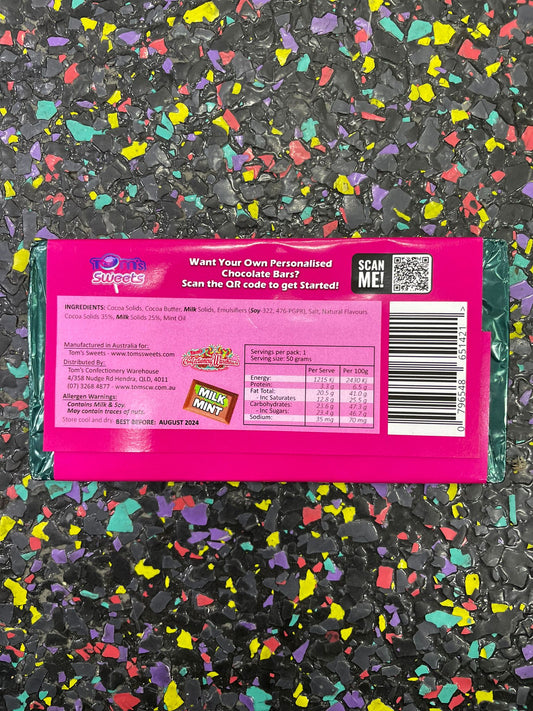 Tom's
Sweets
Want Your Own Personalised
Chocolate Bars?
Scan the QR code to get Started!
SCAN
ME!
INGREDIENTS: Cocoa Solids, Cocoa Butter, Milk Solids, Emulsifiers (Soy-322, 476-PGPR), Salt, Natural Flavours.
Cocoa Solids 35%, Milk Solids 25%, Mint Oil
Manufactured in Australia for:
Tom's Sweets - www.tomssweets.com
Distributed By:
Tom's Confectionery Warehouse
4/358 Nudge Rd Hendra, QLD, 4011
(07) 3268 4877 - www.tomscw.com.au
Allergen Warnings:
Contains Milk & Soy.
May contain traces of nuts.
Store cool and dry. BEST BEFORE: AUGUST 2024
MILK
MINT
Servings per pack: 1
Serving size: 50 grams
Per Serve Per 100g
Energy: 1215 KJ 2430 KJ
Protein: 3.3 g 6.5 g
Fat Total: 20.5 g 41.0 g
- Inc Saturates 12.8 g 25.5 g
Carbohydrates: 23.6 g 47.3 g
- Inc Sugars: 23.4 g 46.7 g
Sodium: 35 mg 70 mg
0 796548 651421